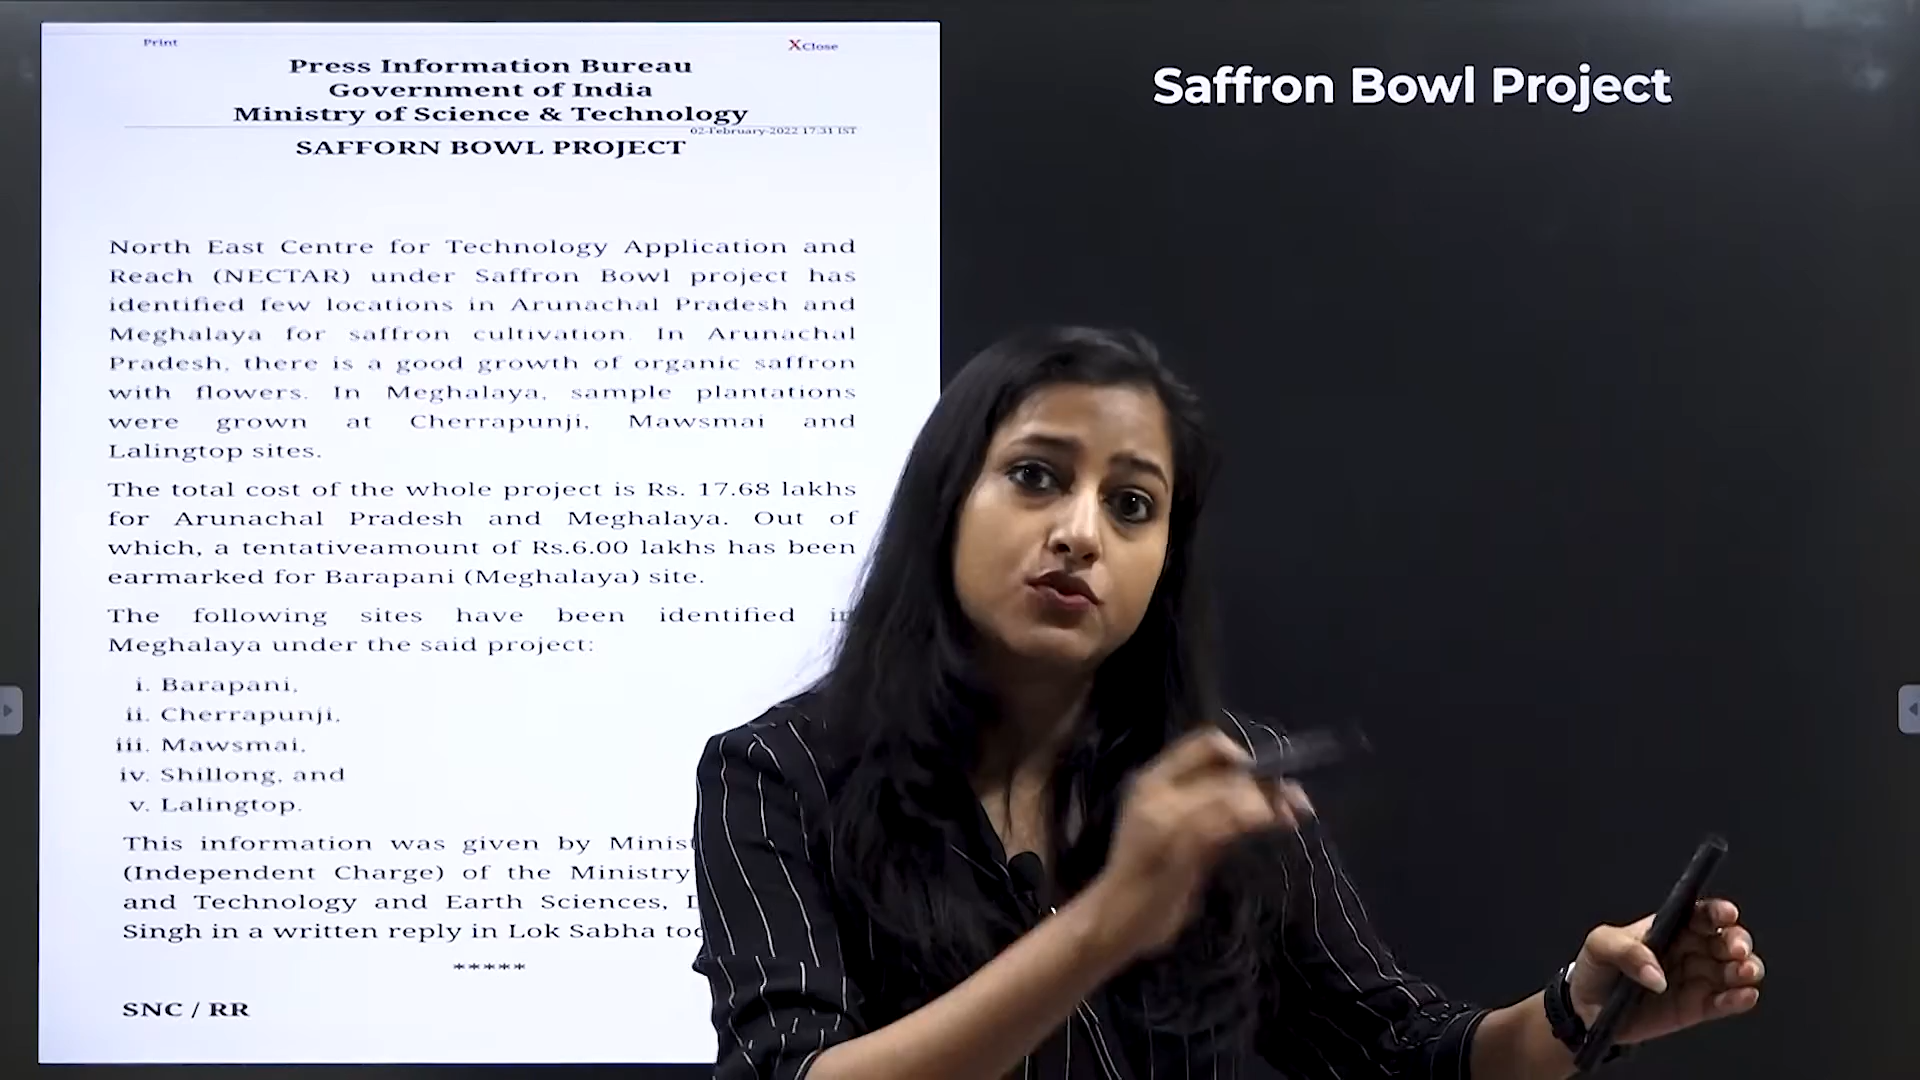 Print
XClose
Press Information Bureau
Government of India
Ministry of Science & Technology
02-February-2022 17:31 IST
SAFFORN BOWL PROJECT
North East Centre for Technology Application and
Reach (NECTAR) under Saffron Bowl project has
identified few locations in Arunachal Pradesh and
Meghalaya for saffron cultivation. In Arunachal
Pradesh, there is a good growth of organic saffron
with flowers. In Meghalaya, sample plantations
were grown at Cherrapunji, Mawsmai and
Lalingtop sites.
The total cost of the whole project is Rs. 17.68 lakhs
for Arunachal Pradesh and Meghalaya. Out of
which, a tentativeamount of Rs.6.00 lakhs has been
earmarked for Barapani (Meghalaya) site.
The following sites have been identified in
Meghalaya under the said project:
i. Barapani,
ii. Cherrapunji,
iii. Mawsmai,
iv. Shillong, and
v. Lalingtop.
This information was given by
(Independent Charge) of the Ministry
and Technology and Earth Sciences,
Singh in a written reply in Lok Sabha
*****
SNC / RR
Saffron Bowl Project